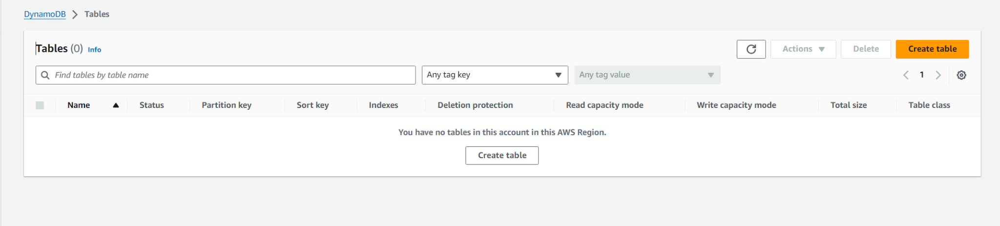 DynamoDB Tables
Tables (0) Info
Actions Delete Create table
Find tables by table name Any tag key Any tag value 1
Name Status Partition key Sort key Indexes Deletion protection Read capacity mode Write capacity mode Total size Table class
You have no tables in this account in this AWS Region.
Create table